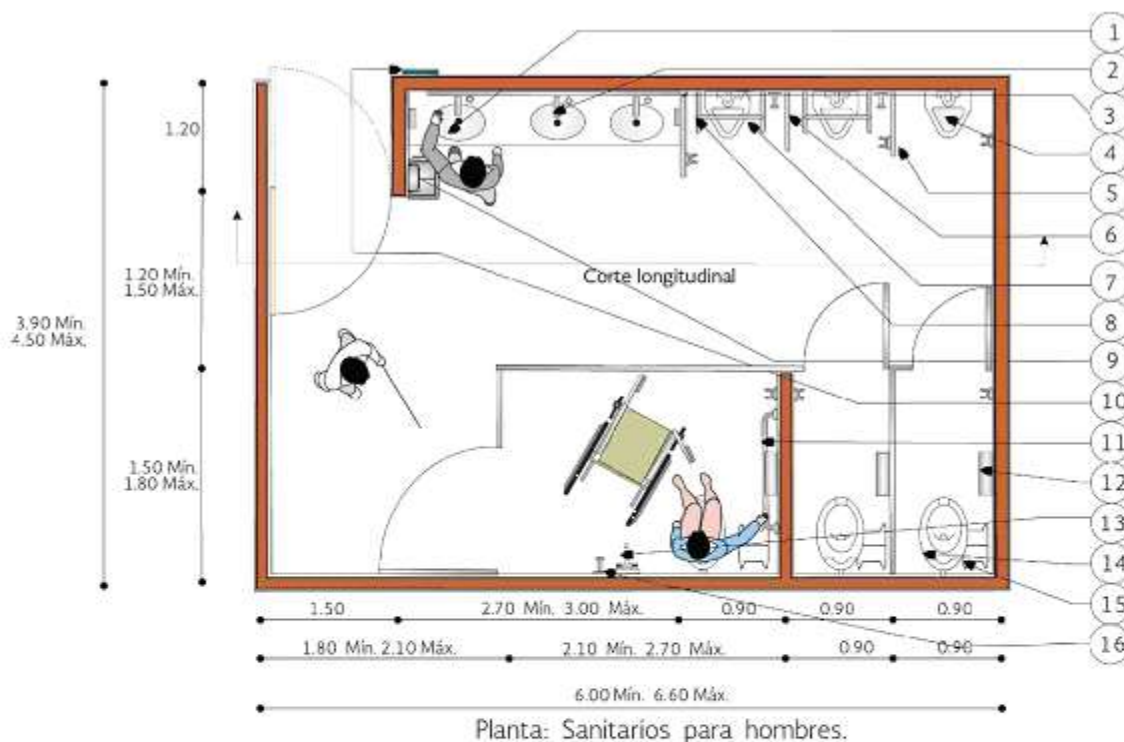 1
2
3
4
5
6
7
8
9
10
11
12
13
14
15
16
1.20
1.20 Mín.
1.50 Máx.
3.90 Mín.
4.50 Máx.
1.50 Mín.
1.80 Máx.
Corte longitudinal
1.50
2.70 Mín. 3.00 Máx.
0.90
0.90
0.90
1.80 Mín. 2.10 Máx.
2.10 Mín. 2.70 Máx.
0.90
0.90
6.00 Mín. 6.60 Máx.
Planta: Sanitarios para hombres.